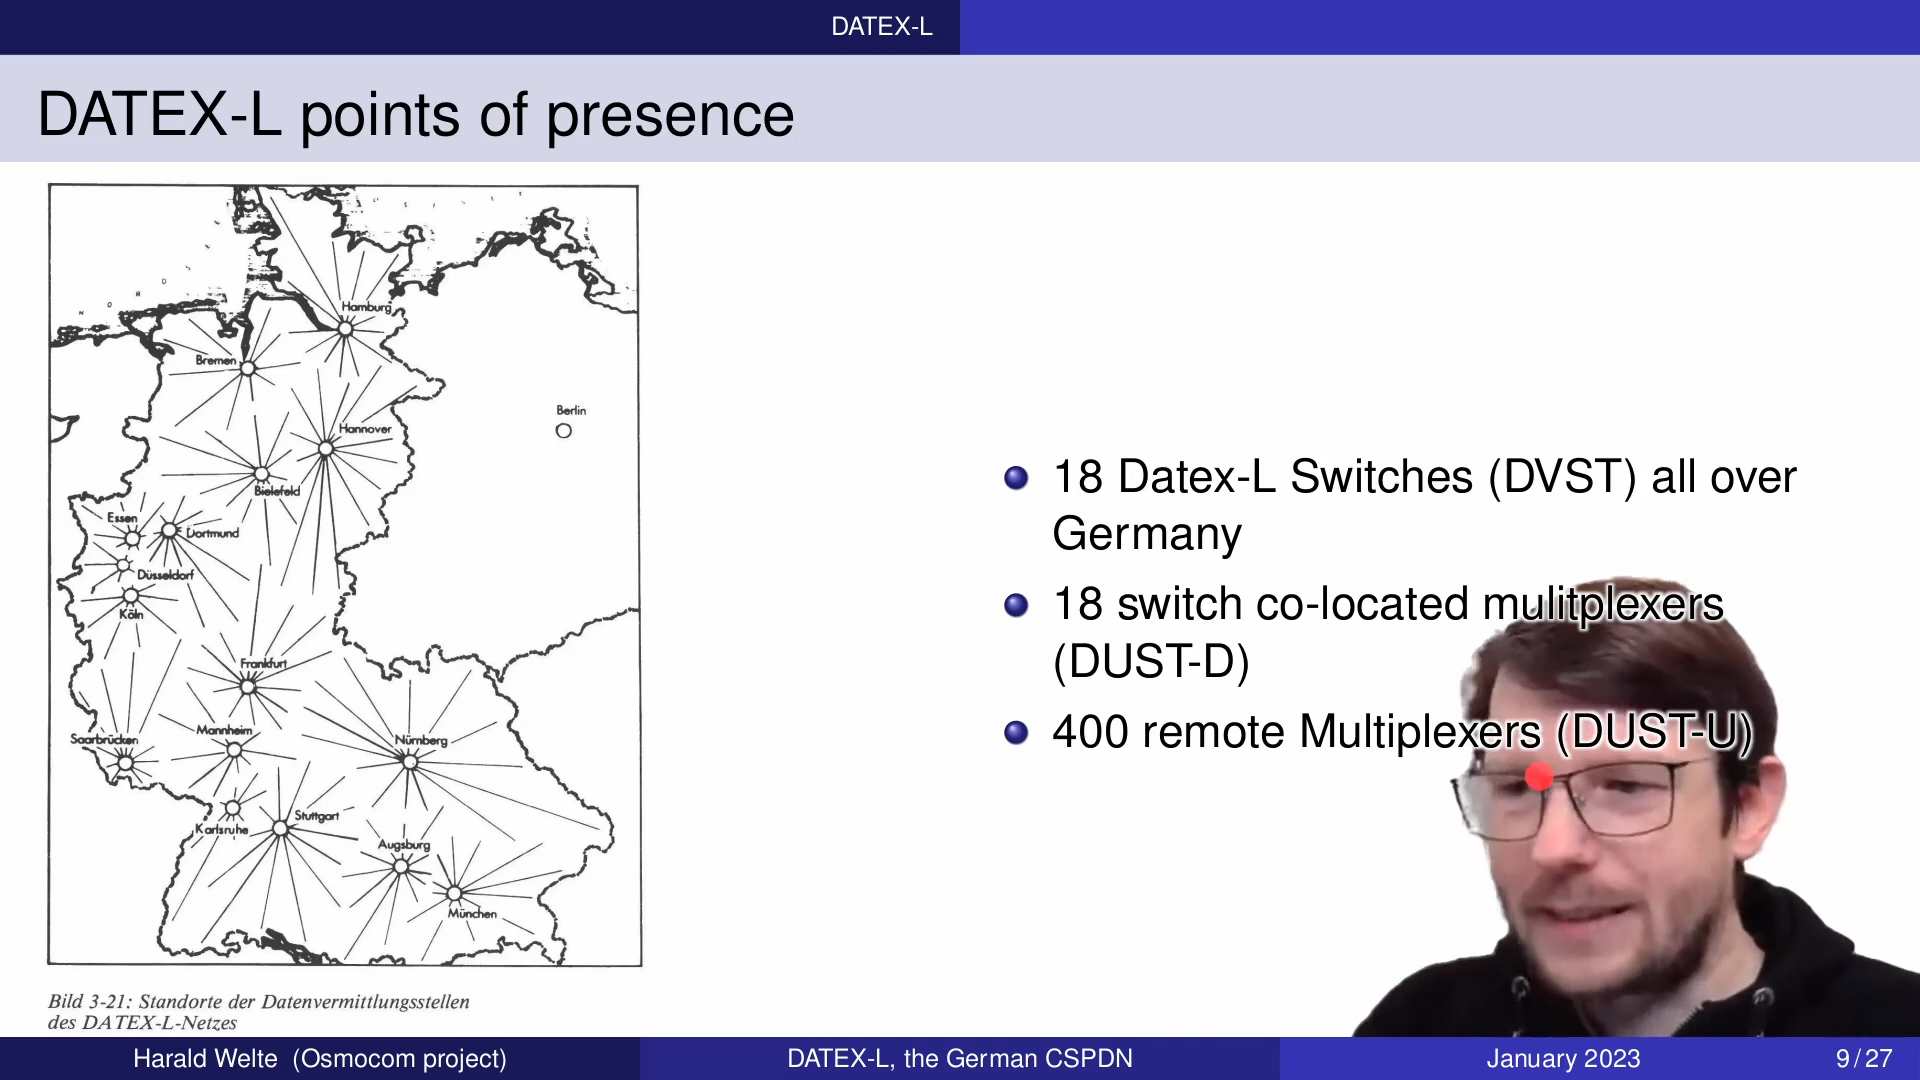 DATEX-L
DATEX-L points of presence
Hamburg
Bremen
Berlin
Hannover
Bielefeld
Essen
Dortmund
Düsseldorf
Köln
Frankfurt
Saarbrücken
Mannheim
Nürnberg
Karlsruhe
Stuttgart
Augsburg
München
Bild 3-21: Standorte der Datenvermittlungsstellen
des DATEX-L-Netzes
18 Datex-L Switches (DVST) all over
Germany
18 switch co-located mulitplexers
(DUST-D)
400 remote Multiplexers (DUST-U)
Harald Welte (Osmocom project)
DATEX-L, the German CSPDN
January 2023
9 / 27